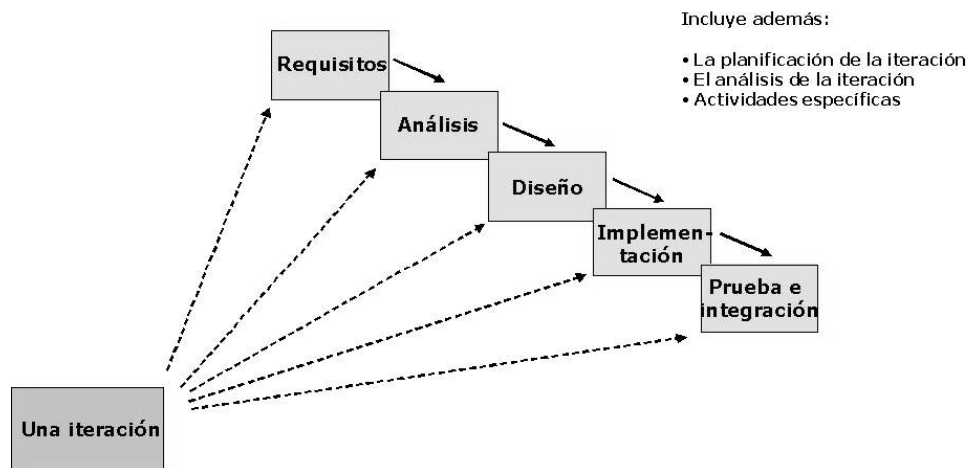 Incluye además:
• La planificación de la iteración
• El análisis de la iteración
• Actividades específicas
Requisitos
Análisis
Diseño
Implemen-
tación
Prueba e
integración
Una iteración